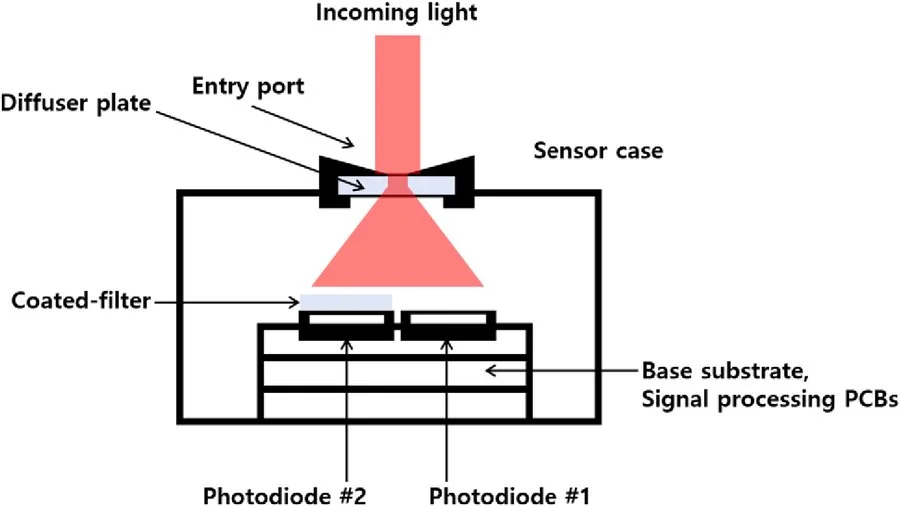 Incoming light
Entry port
Diffuser plate
Sensor case
Coated-filter
Base substrate,
Signal processing PCBs
Photodiode #2
Photodiode #1